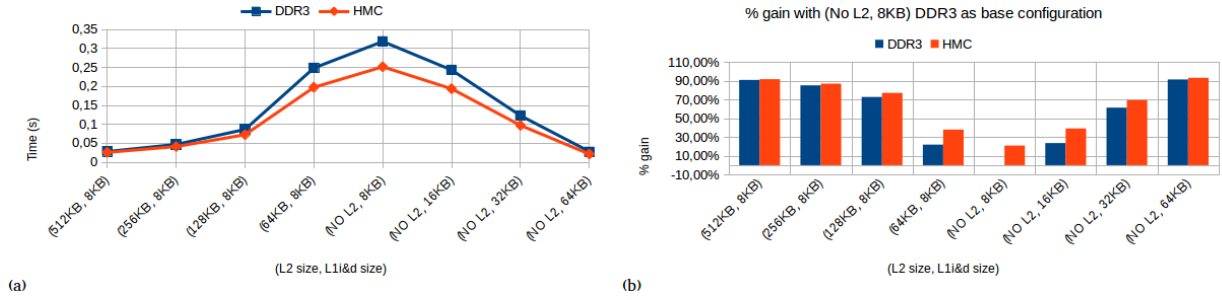 DDR3 HMC
0,35
0,3
0,25
0,2
0,15
0,1
0,05
0
Time (s)
(512KB, 8KB)
(256KB, 8KB)
(128KB, 8KB)
(64KB, 8KB)
(NO L2, 8KB)
(NO L2, 16KB)
(NO L2, 32KB)
(NO L2, 64KB)
(L2 size, L1i&d size)
(a)
% gain with (No L2, 8KB) DDR3 as base configuration
DDR3 HMC
110,00%
90,00%
70,00%
50,00%
30,00%
10,00%
-10,00%
% gain
(512KB, 8KB)
(256KB, 8KB)
(128KB, 8KB)
(64KB, 8KB)
(NO L2, 8KB)
(NO L2, 16KB)
(NO L2, 32KB)
(NO L2, 64KB)
(L2 size, L1i&d size)
(b)